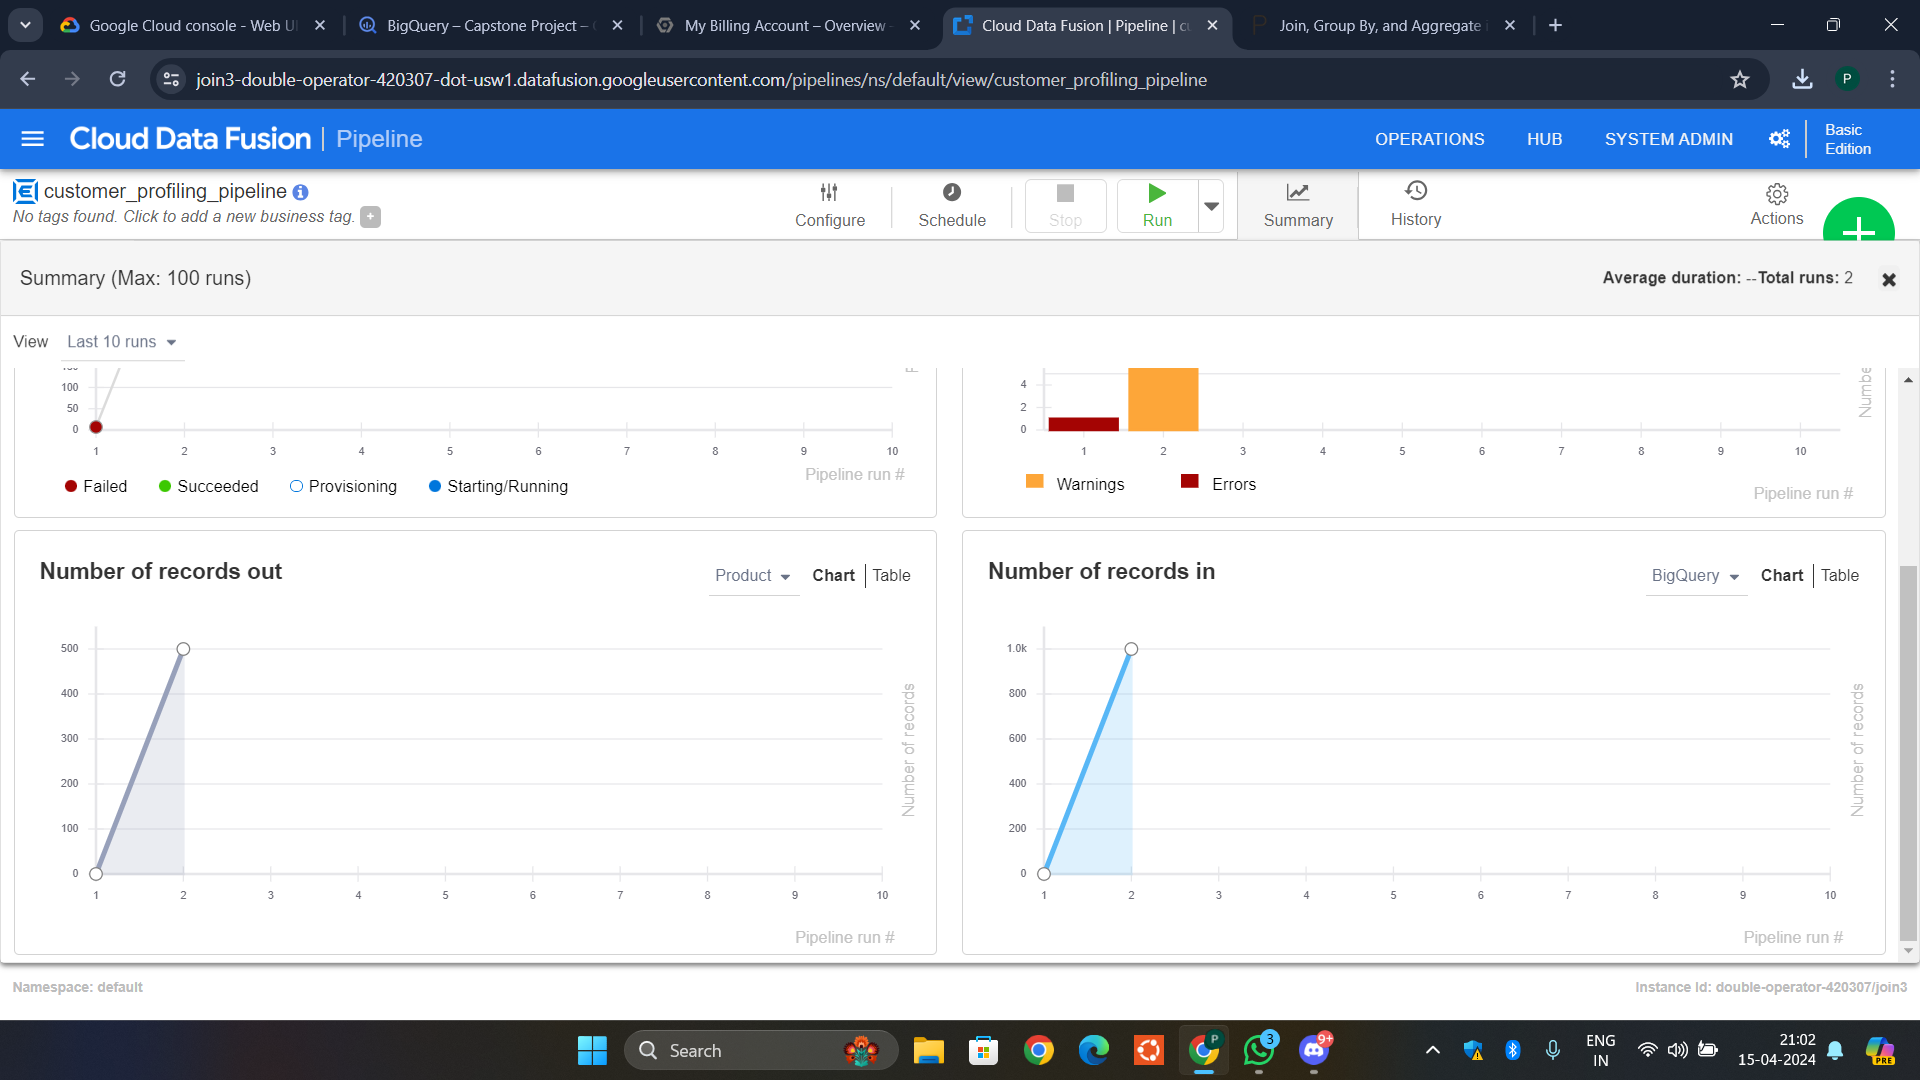 Google Cloud console - Web UI
BigQuery – Capstone Project –
My Billing Account – Overview
Cloud Data Fusion | Pipeline | cu
Join, Group By, and Aggregate
join3-double-operator-420307-dot-usw1.datafusion.googleusercontent.com/pipelines/ns/default/view/customer_profiling_pipeline
P
Cloud Data Fusion | Pipeline
OPERATIONS
HUB
SYSTEM ADMIN
Basic
Edition
customer_profiling_pipeline
No tags found. Click to add a new business tag.
Configure
Schedule
Stop
Run
Summary
History
Actions
Summary (Max: 100 runs)
Average duration: --Total runs: 2
View Last 10 runs
100
50
0
1 2 3 4 5 6 7 8 9 10
Pipeline run #
Failed Succeeded Provisioning Starting/Running
4
2
0
Numbe
1 2 3 4 5 6 7 8 9 10
Warnings Errors
Pipeline run #
Number of records out
Product
Chart | Table
500
400
300
200
100
0
Number of records
1 2 3 4 5 6 7 8 9 10
Pipeline run #
Number of records in
BigQuery
Chart | Table
1.0k
800
600
400
200
0
Number of records
1 2 3 4 5 6 7 8 9 10
Pipeline run #
Namespace: default
Instance Id: double-operator-420307/join3
Search
P
3
9+
ENG
IN
21:02
15-04-2024
PRE